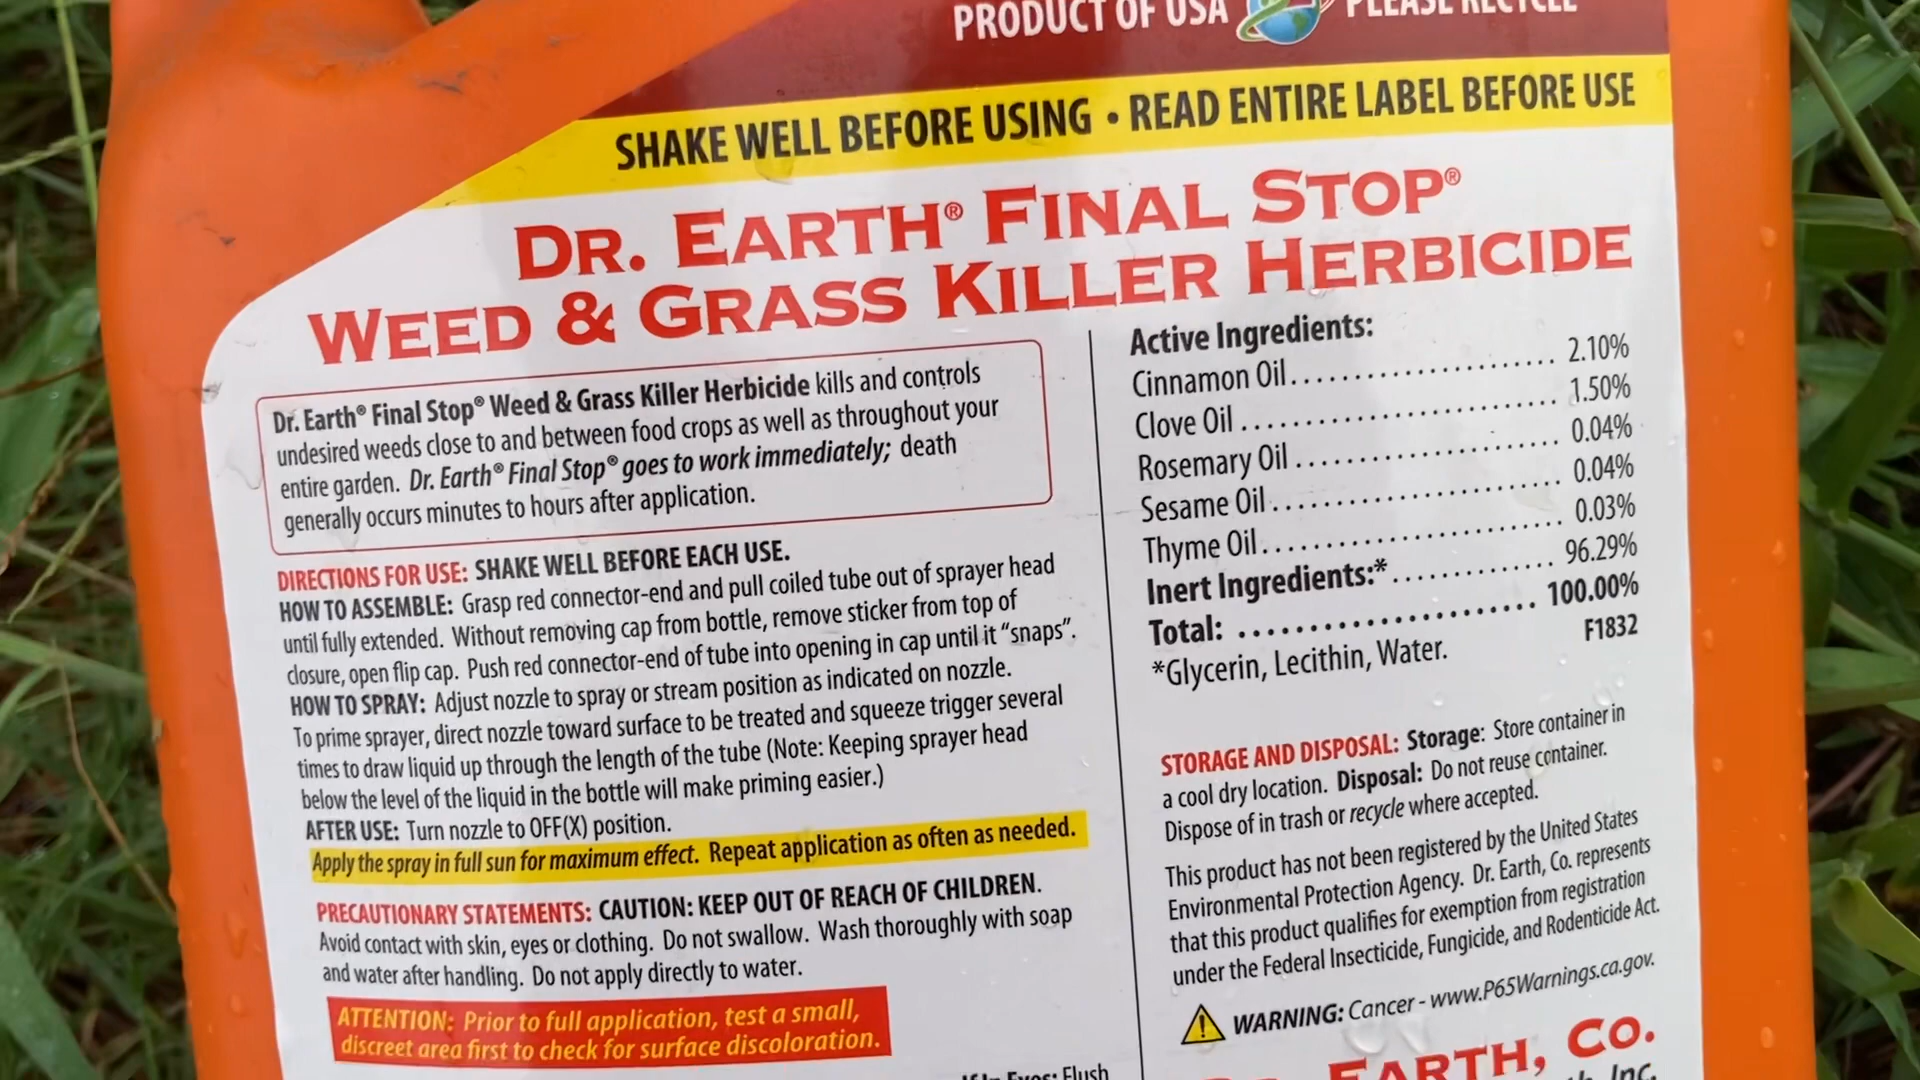 PRODUCT OF USA PLEASE RECYCLE
SHAKE WELL BEFORE USING • READ ENTIRE LABEL BEFORE USE
DR. EARTH® FINAL STOP®
WEED & GRASS KILLER HERBICIDE
Dr. Earth® Final Stop® Weed & Grass Killer Herbicide kills and controls
undesired weeds close to and between food crops as well as throughout your
entire garden. Dr. Earth® Final Stop® goes to work immediately; death
generally occurs minutes to hours after application.
DIRECTIONS FOR USE: SHAKE WELL BEFORE EACH USE.
HOW TO ASSEMBLE: Grasp red connector-end and pull coiled tube out of sprayer head
until fully extended. Without removing cap from bottle, remove sticker from top of
closure, open flip cap. Push red connector-end of tube into opening in cap until it “snaps”.
HOW TO SPRAY: Adjust nozzle to spray or stream position as indicated on nozzle.
To prime sprayer, direct nozzle toward surface to be treated and squeeze trigger several
times to draw liquid up through the length of the tube (Note: Keeping sprayer head
below the level of the liquid in the bottle will make priming easier.)
AFTER USE: Turn nozzle to OFF(X) position.
Apply the spray in full sun for maximum effect. Repeat application as often as needed.
PRECAUTIONARY STATEMENTS: CAUTION: KEEP OUT OF REACH OF CHILDREN.
Avoid contact with skin, eyes or clothing. Do not swallow. Wash thoroughly with soap
and water after handling. Do not apply directly to water.
ATTENTION: Prior to full application, test a small,
discreet area first to check for surface discoloration.
If In Eyes: Flush
Active Ingredients:
Cinnamon Oil.................... 2.10%
Clove Oil........................ 1.50%
Rosemary Oil.................... 0.04%
Sesame Oil...................... 0.04%
Thyme Oil....................... 0.03%
Inert Ingredients:*............. 96.29%
Total: ....................... 100.00%
*Glycerin, Lecithin, Water. F1832
STORAGE AND DISPOSAL: Storage: Store container in
a cool dry location. Disposal: Do not reuse container.
Dispose of in trash or recycle where accepted.
This product has not been registered by the United States
Environmental Protection Agency. Dr. Earth, Co. represents
that this product qualifies for exemption from registration
under the Federal Insecticide, Fungicide, and Rodenticide Act.
WARNING: Cancer - www.P65Warnings.ca.gov.
EARTH, CO.
Inc.